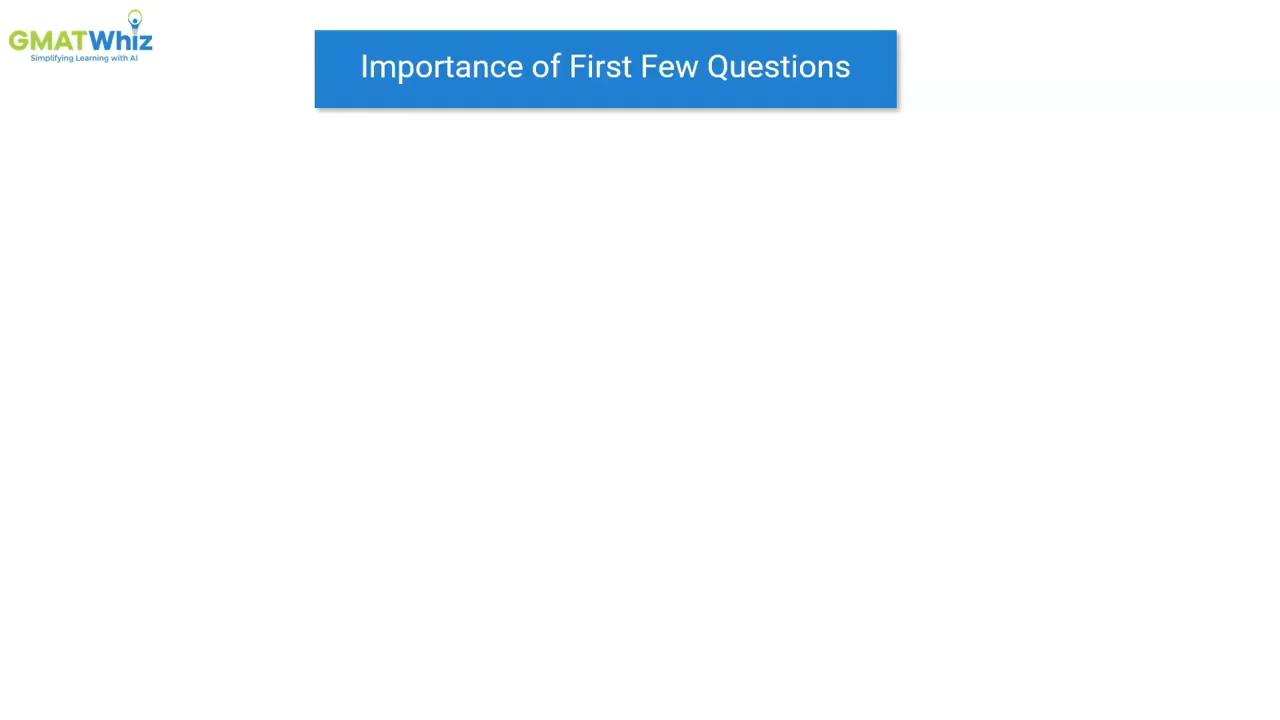 GMATWhiz
Simplifying Learning with AI
Importance of First Few Questions